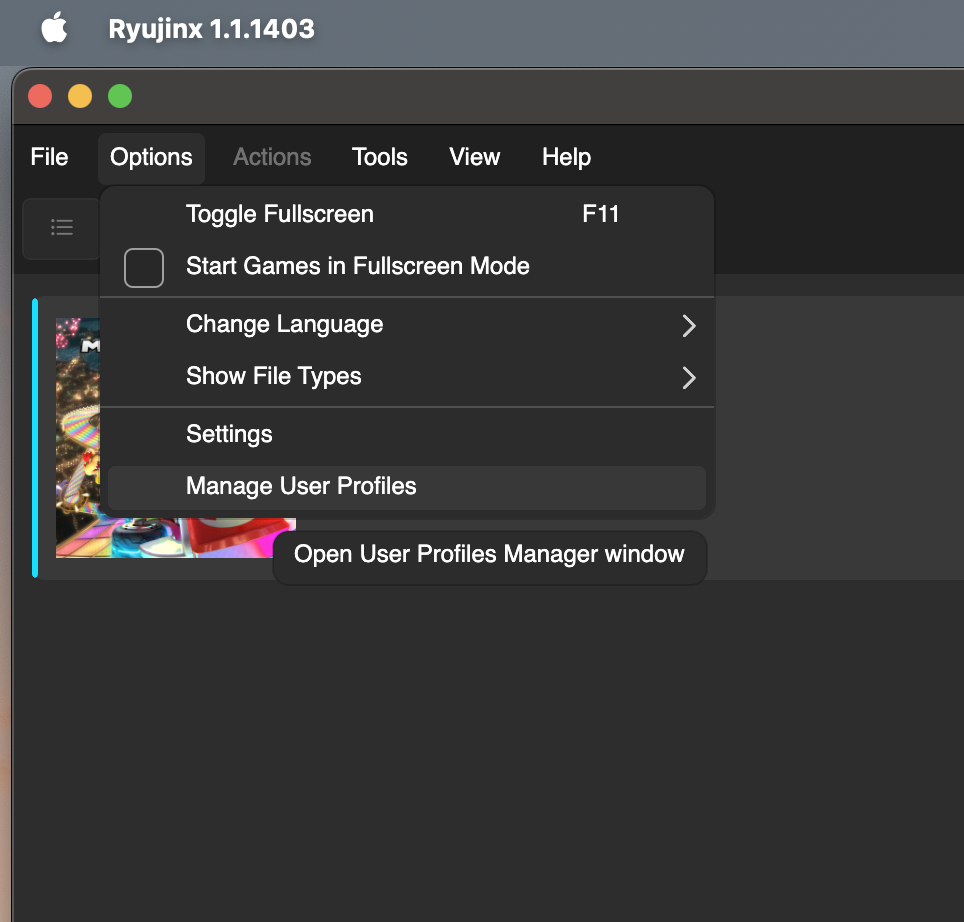 Ryujinx 1.1.1403
File Options Actions Tools View Help
Toggle Fullscreen F11
Start Games in Fullscreen Mode
Change Language
Show File Types
Settings
Manage User Profiles
Open User Profiles Manager window